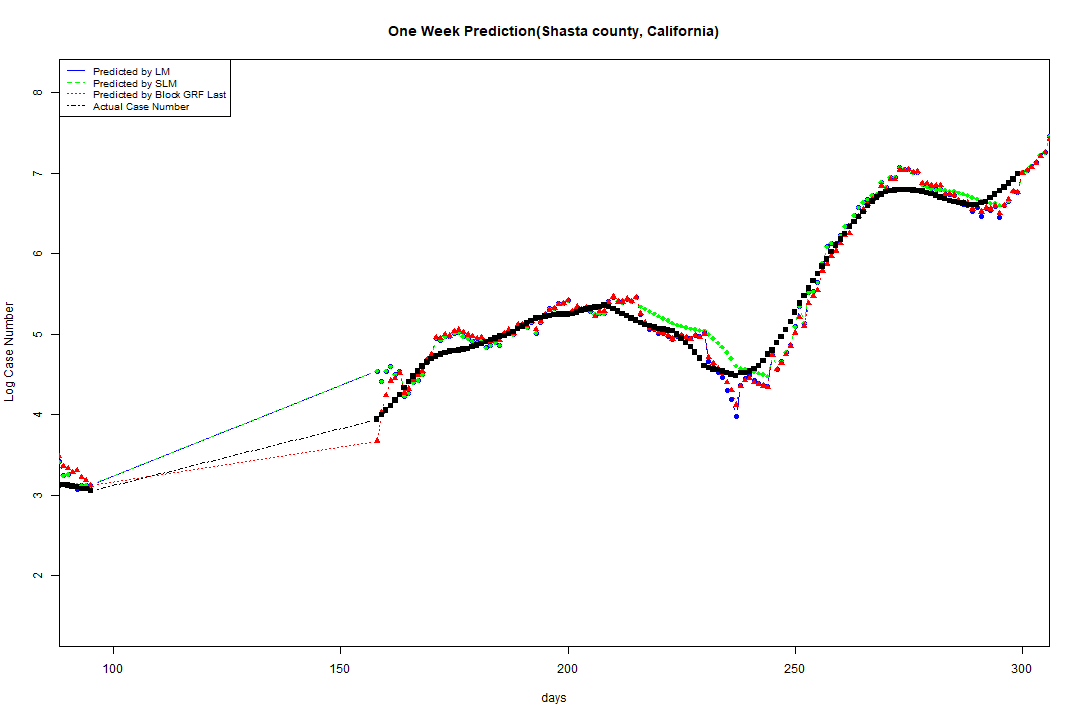 One Week Prediction(Shasta county, California)
Predicted by LM
Predicted by SLM
Predicted by Block GRF Last
Actual Case Number
8
7
6
5
4
3
2
Log Case Number
100 150 200 250 300
days